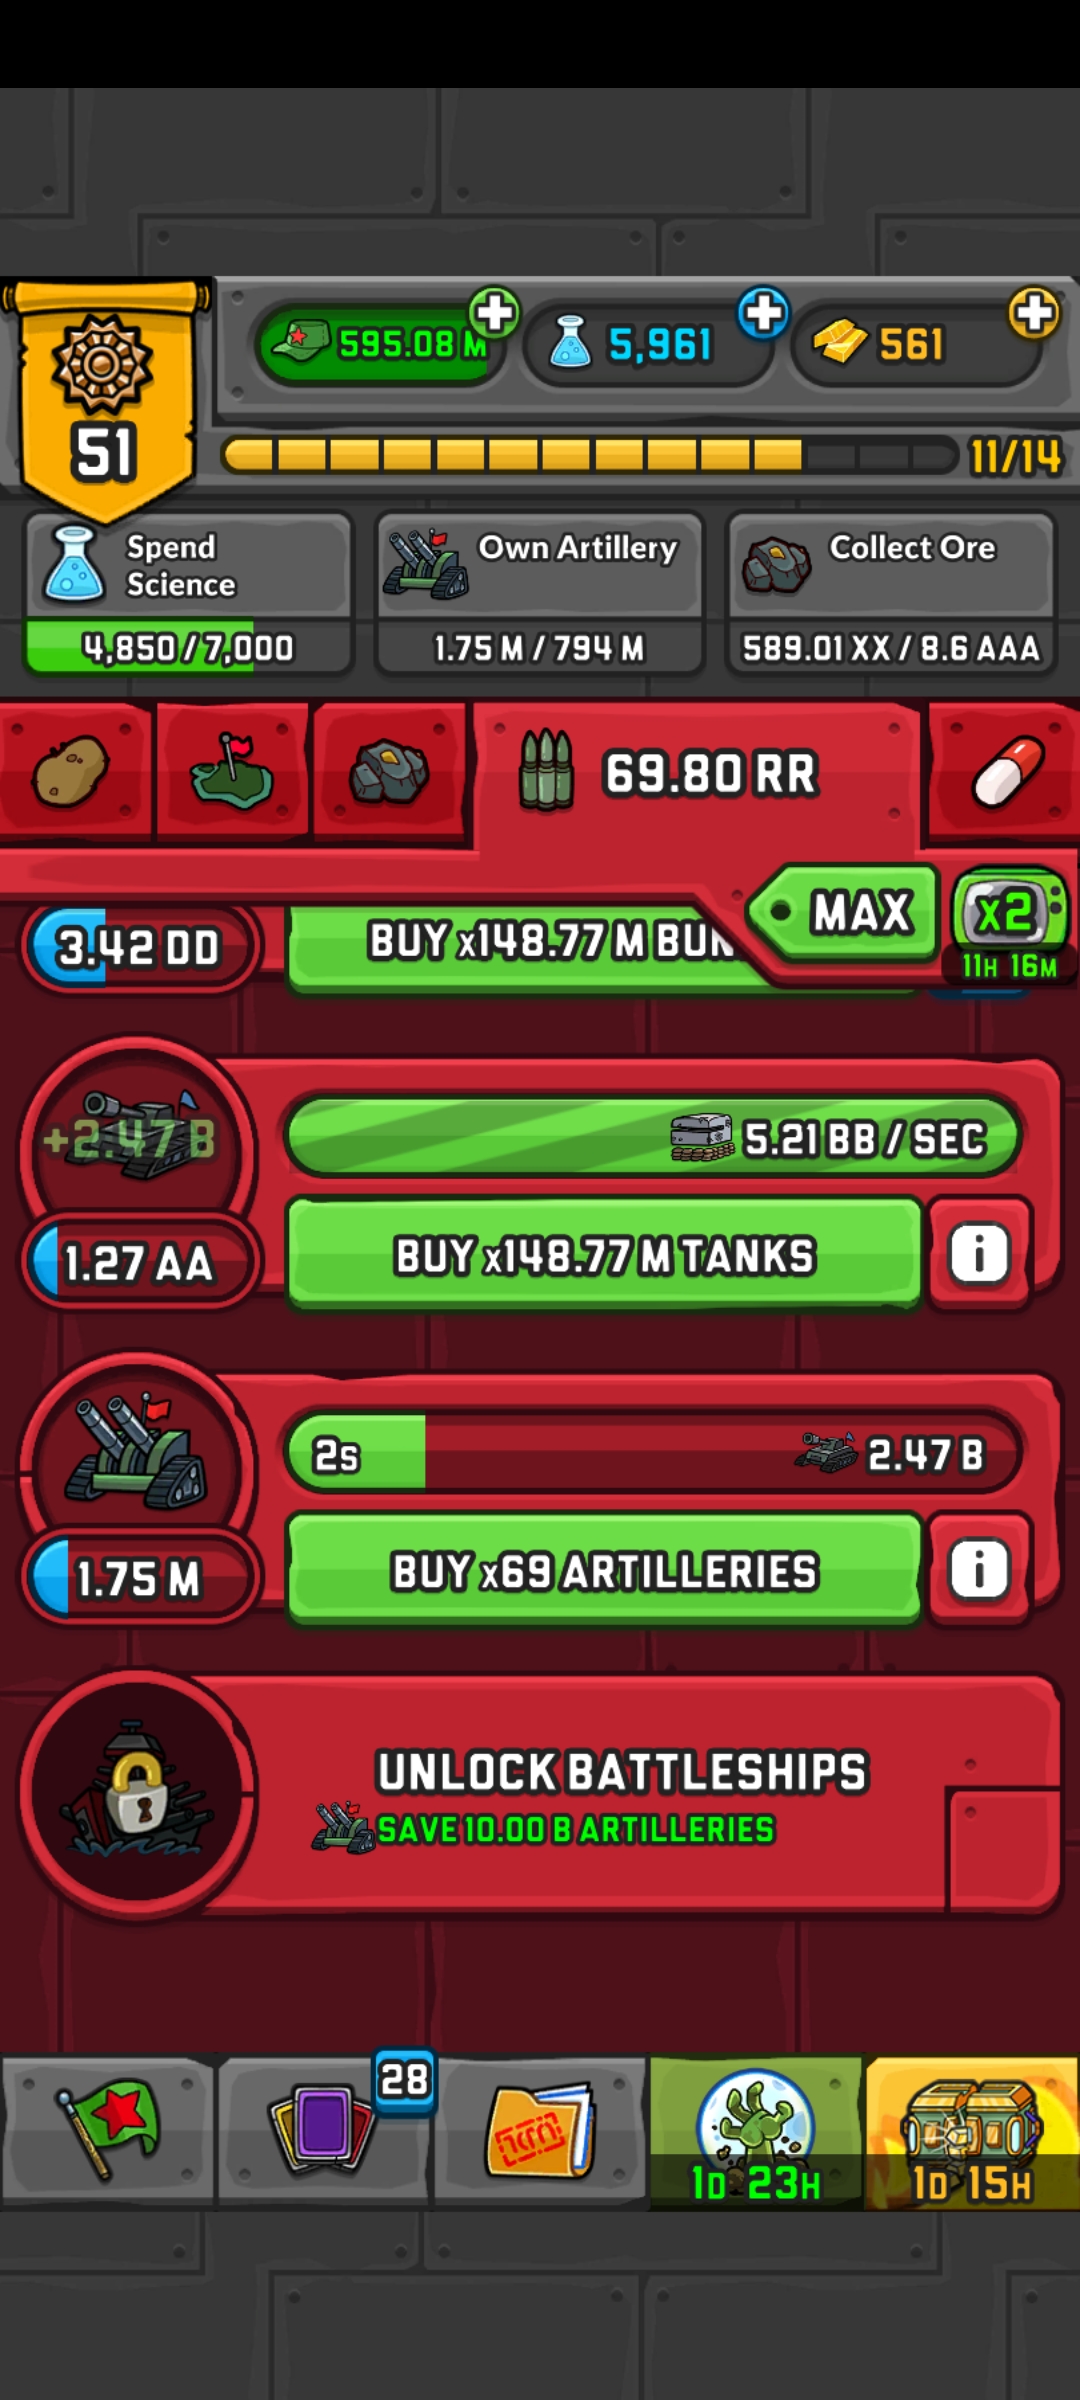 595.08 M
5,961
561
51
11/14
Spend
Science
Own Artillery
Collect Ore
4,850/7,000
1.75 M / 794 M
589.01 XX / 8.6 AAA
69.80 RR
MAX
x2
11H 16M
3.42 DD
BUY x148.77 M
+2.47 B
5.21 BB / SEC
1.27 AA
BUY x148.77 M TANKS
i
2s
2.47 B
1.75 M
BUY x69 ARTILLERIES
i
UNLOCK BATTLESHIPS
SAVE 10.00 B ARTILLERIES
28
1D 23H
1D 15H